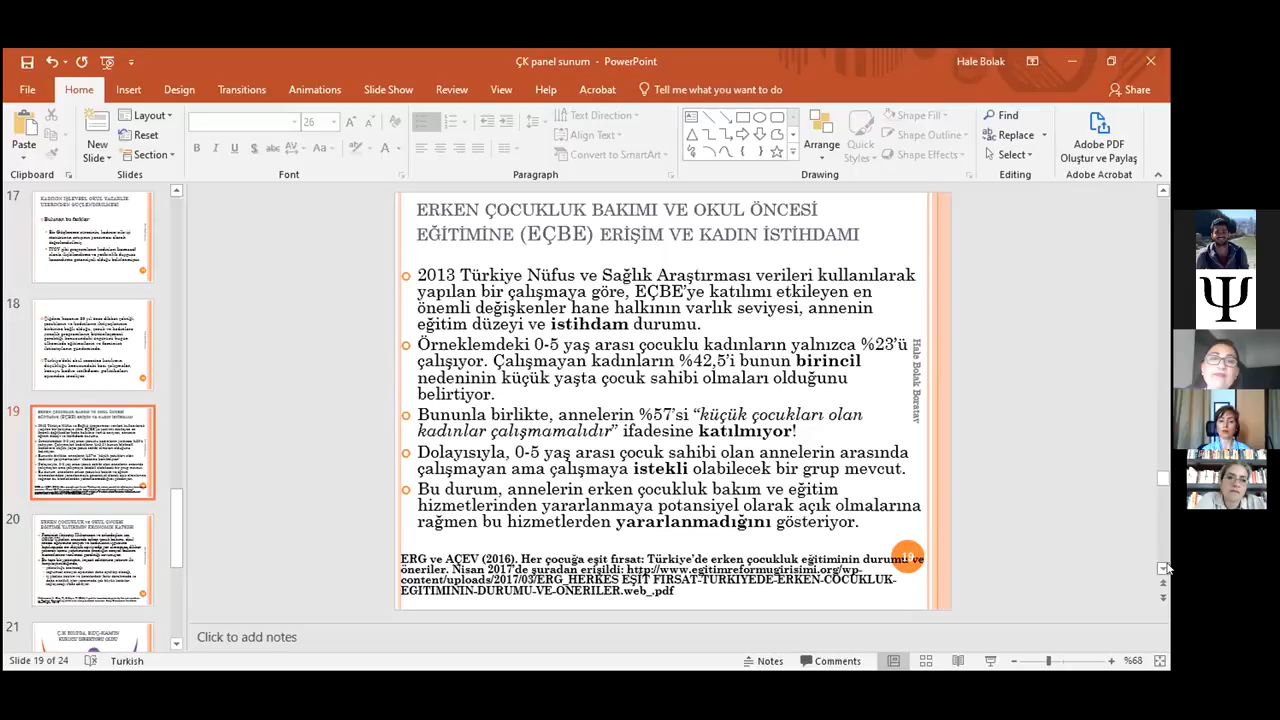 ÇK panel sunum - PowerPoint
Hale Bolak
File
Home
Insert
Design
Transitions
Animations
Slide Show
Review
View
Help
Acrobat
Tell me what you want to do
Share
Paste
Clipboard
New
Slide
Layout
Reset
Section
Slides
26
Font
Text Direction
Align Text
Convert to SmartArt
Paragraph
Arrange
Quick
Styles
Shape Fill
Shape Outline
Shape Effects
Drawing
Find
Replace
Select
Editing
Adobe PDF
Oluştur ve Paylaş
Adobe Acrobat
17
18
19
20
21
ERKEN ÇOCUKLUK BAKIMI VE OKUL ÖNCESİ
EĞİTİMİNE (EÇBE) ERİŞİM VE KADIN İSTİHDAMI
2013 Türkiye Nüfus ve Sağlık Araştırması verileri kullanılarak
yapılan bir çalışmaya göre, EÇBE'ye katılımı etkileyen en
önemli değişkenler hane halkının varlık seviyesi, annenin
eğitim düzeyi ve istihdam durumu.
Örneklemdeki 0-5 yaş arası çocuklu kadınların yalnızca %23'ü
çalışıyor. Çalışmayan kadınların %42,5'i bunun birincil
nedeninin küçük yaşta çocuk sahibi olmaları olduğunu
belirtiyor.
Bununla birlikte, annelerin %57'si "küçük çocukları olan
kadınlar çalışmamalıdır" ifadesine katılmıyor!
Dolayısıyla, 0-5 yaş arası çocuk sahibi olan annelerin arasında
çalışmayan ama çalışmaya istekli olabilecek bir grup mevcut.
Bu durum, annelerin erken çocukluk bakım ve eğitim
hizmetlerinden yararlanmaya potansiyel olarak açık olmalarına
rağmen bu hizmetlerden yararlanmadığını gösteriyor.
Hale Bolak Boratav
19
ERG ve AÇEV. (2016). Her çocuğa eşit fırsat: Türkiye'de erken çocukluk eğitiminin durumu ve
öneriler. Nisan 2017'de şuradan erişildi: http://www.egitimreformugirisimi.org/wp-
content/uploads/2017/03/ERG_HERKES EŞİT FIRSAT-TURKIYEDE-ERKEN-COCUKLUK-
EGITIMININ-DURUMU-VE-ONERILER.web_.pdf
Click to add notes
Slide 19 of 24
Turkish
Notes
Comments
%68
Ψ